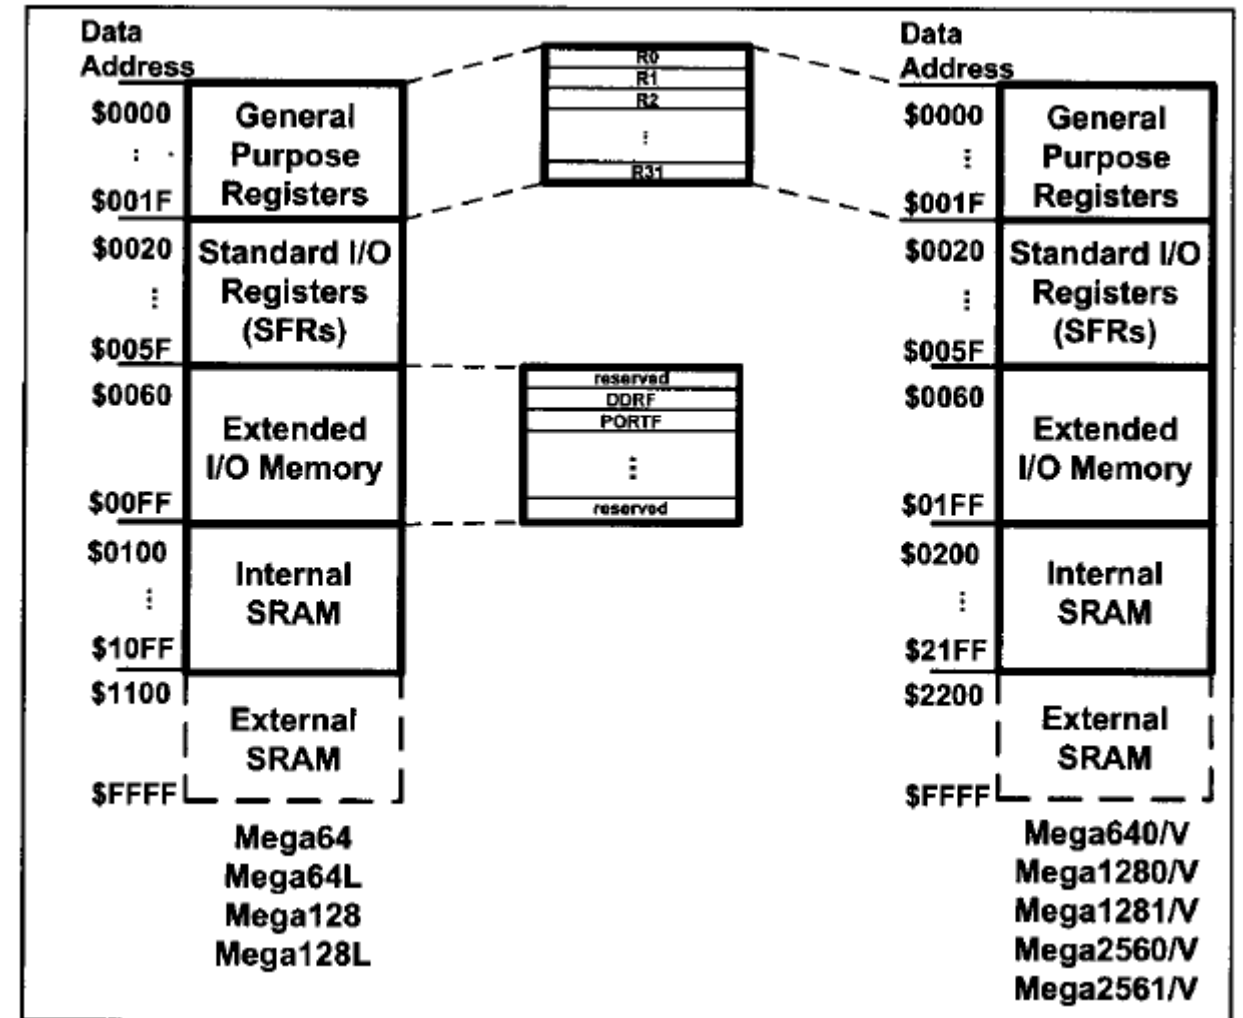 Data
Address
$0000
⋮
$001F
$0020
⋮
$005F
$0060
$00FF
$0100
⋮
$10FF
$1100
$FFFF
General
Purpose
Registers
Standard I/O
Registers
(SFRs)
Extended
I/O Memory
Internal
SRAM
External
SRAM
Mega64
Mega64L
Mega128
Mega128L
R0
R1
R2
⋮
R31
reserved
DDRF
PORTF
⋮
reserved
Data
Address
$0000
⋮
$001F
$0020
⋮
$005F
$0060
$01FF
$0200
⋮
$21FF
$2200
$FFFF
General
Purpose
Registers
Standard I/O
Registers
(SFRs)
Extended
I/O Memory
Internal
SRAM
External
SRAM
Mega640/V
Mega1280/V
Mega1281/V
Mega2560/V
Mega2561/V